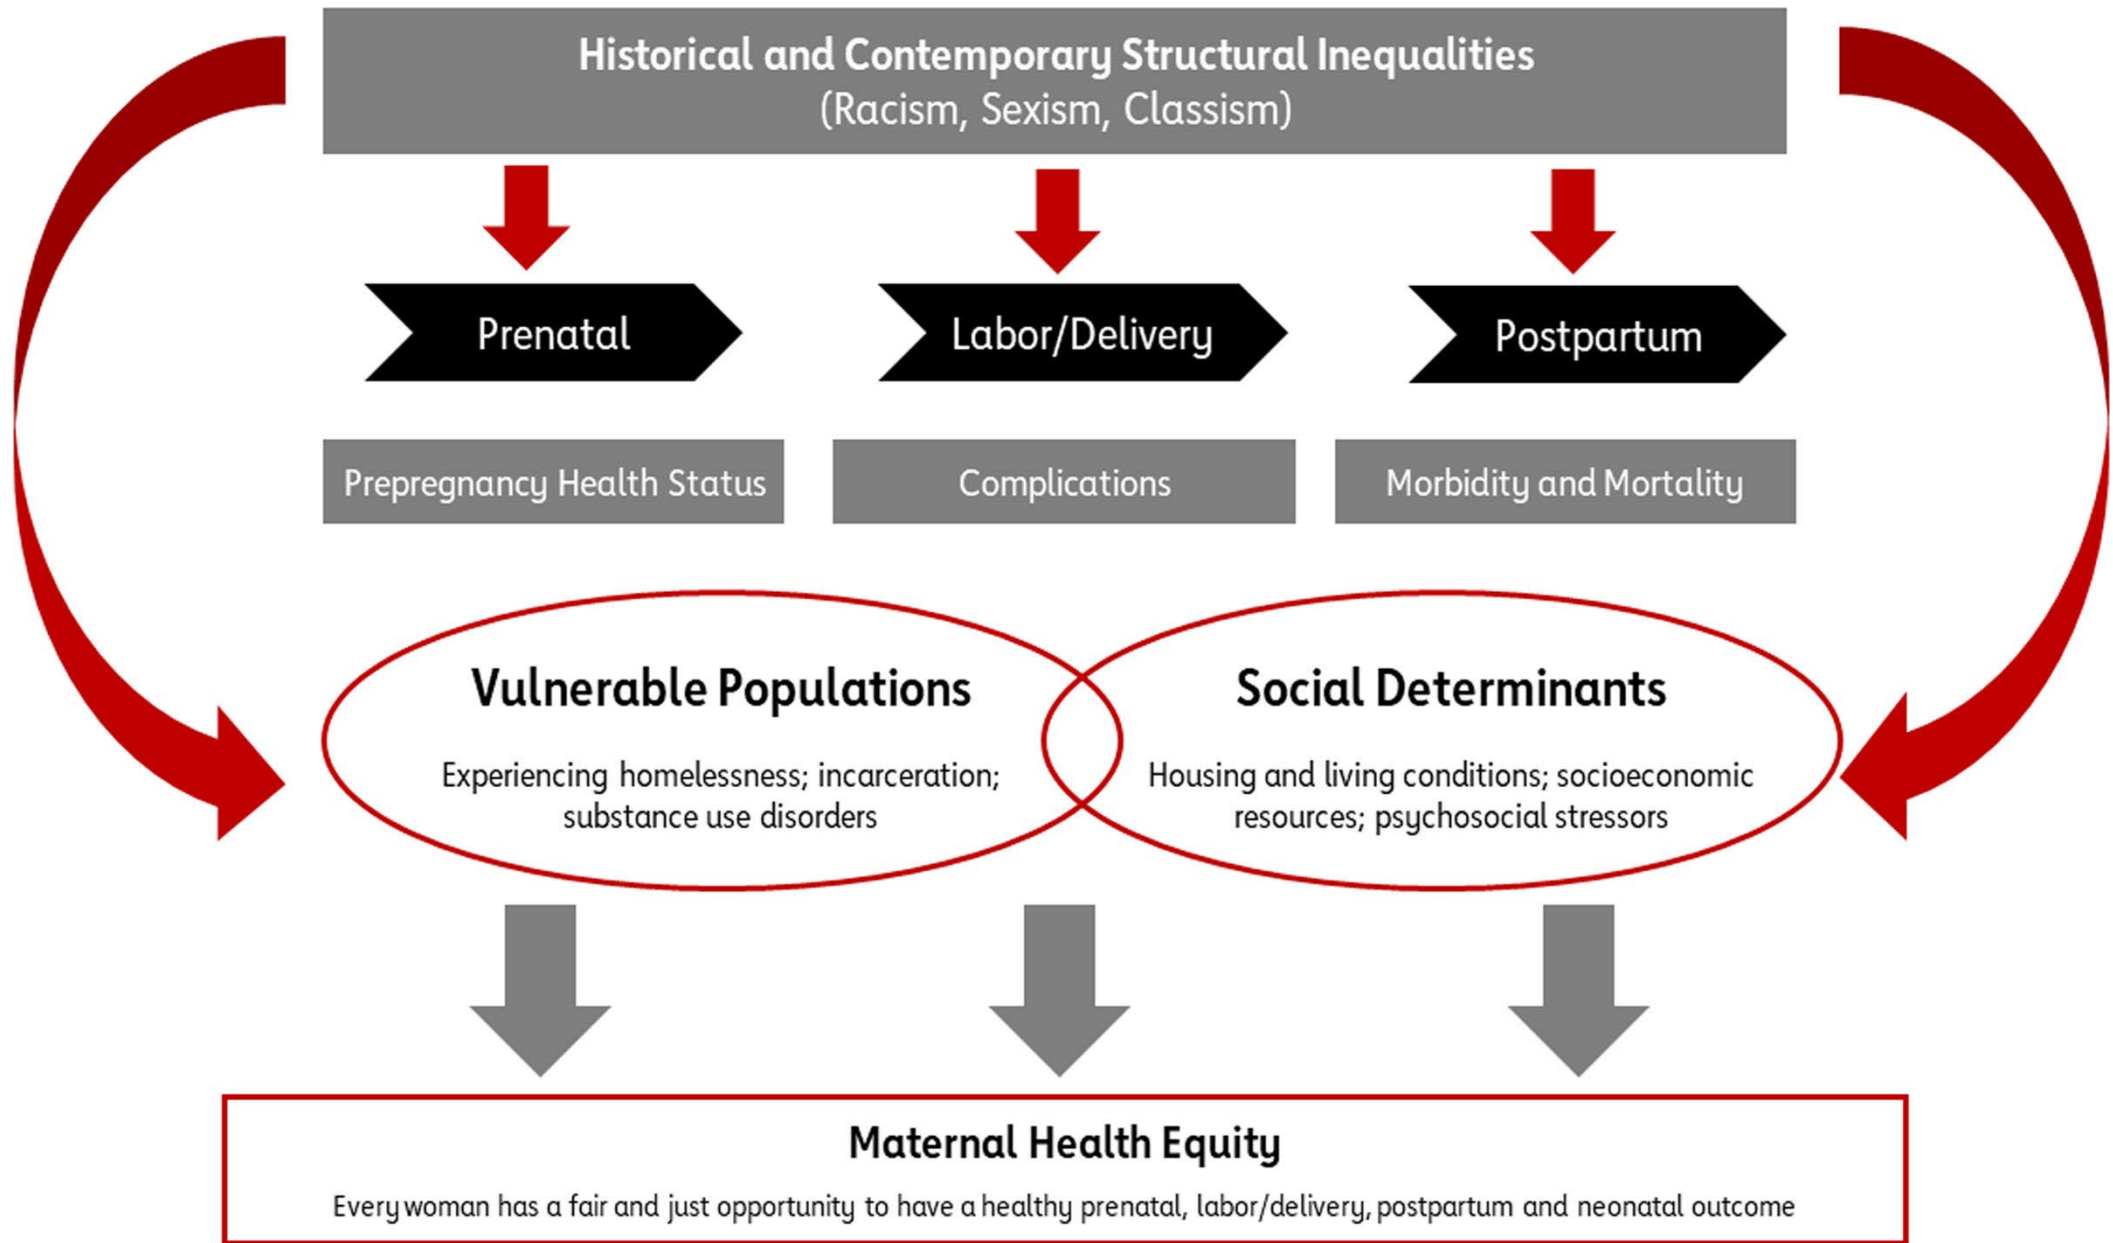 Historical and Contemporary Structural Inequalities
(Racism, Sexism, Classism)
Prenatal
Labor/Delivery
Postpartum
Prepregnancy Health Status
Complications
Morbidity and Mortality
Vulnerable Populations
Experiencing homelessness; incarceration;
substance use disorders
Social Determinants
Housing and living conditions; socioeconomic
resources; psychosocial stressors
Maternal Health Equity
Every woman has a fair and just opportunity to have a healthy prenatal, labor/delivery, postpartum and neonatal outcome